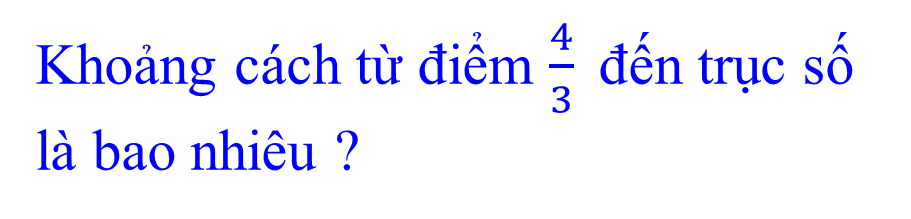 Khoảng cách từ điểm 4/3 đến trục số
là bao nhiêu ?